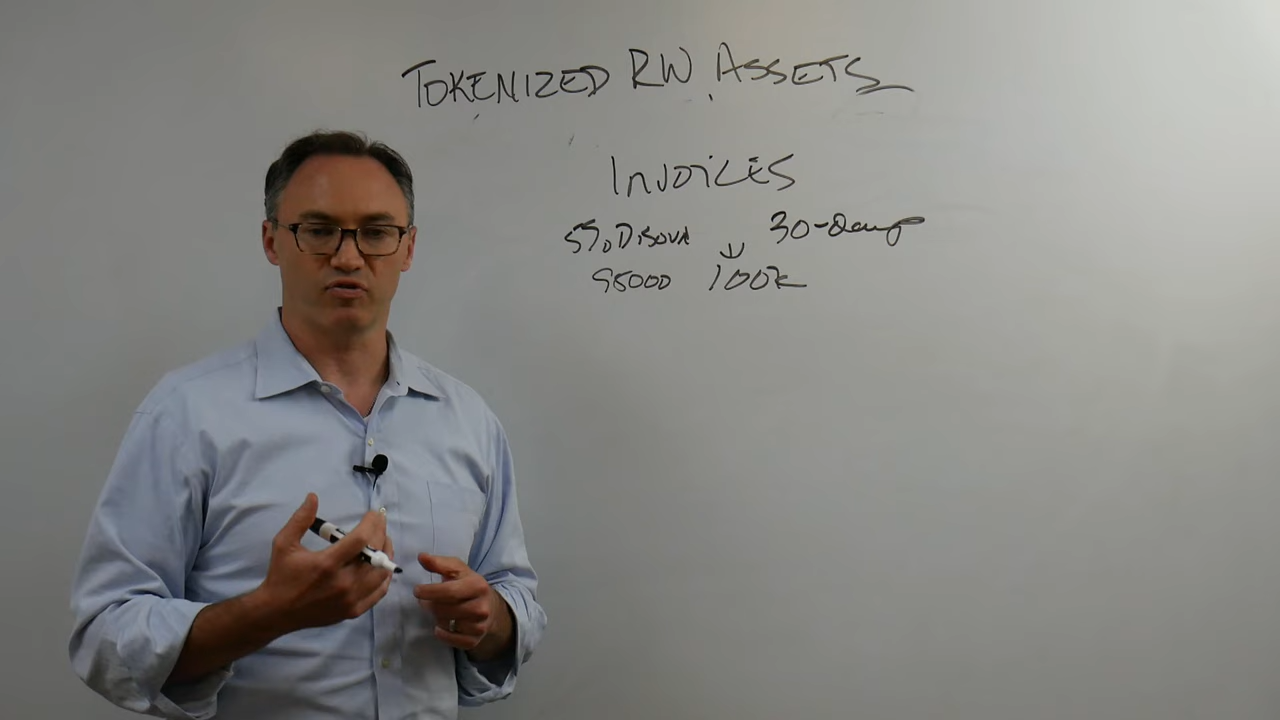 TOKENIZED RW ASSETS
INVOICES
5% Discount 30-Days
95000 100k